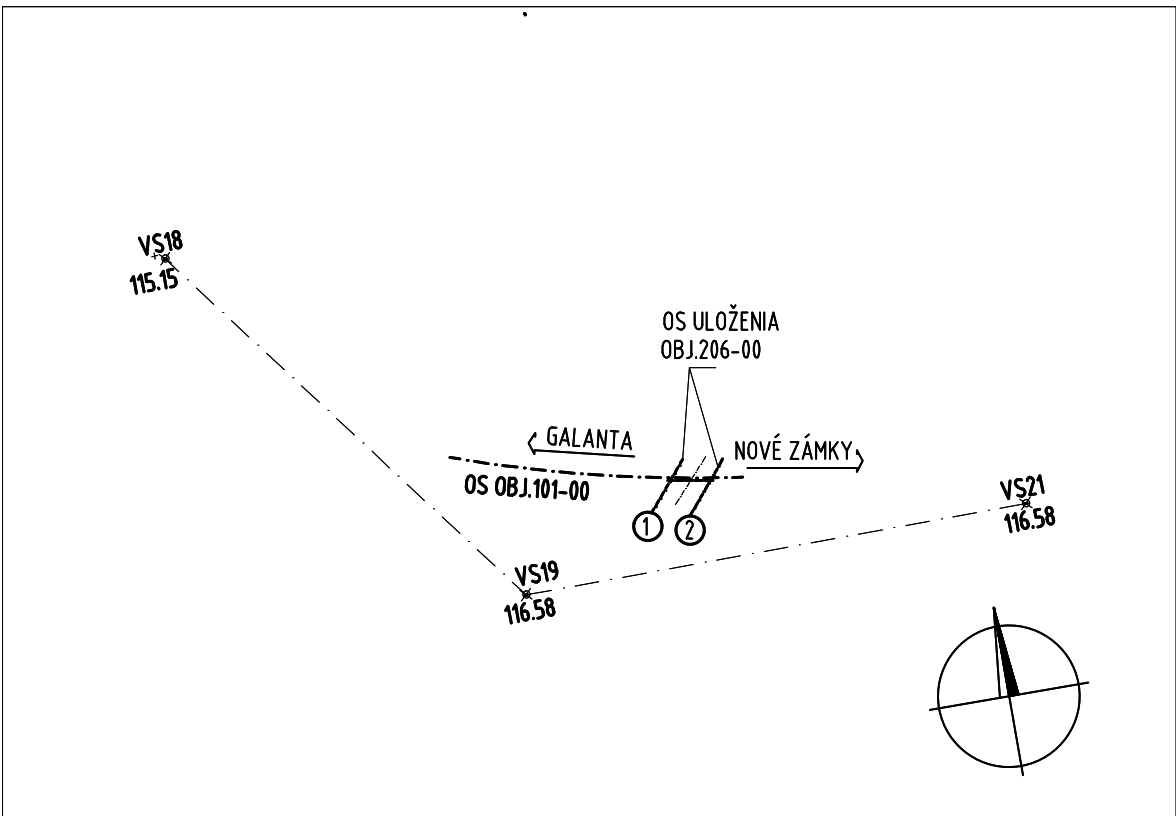 VS18
115.15
OS ULOŽENIA
OBJ.206-00
GALANTA
NOVÉ ZÁMKY
OS OBJ.101-00
VS21
116.58
1
2
VS19
116.58